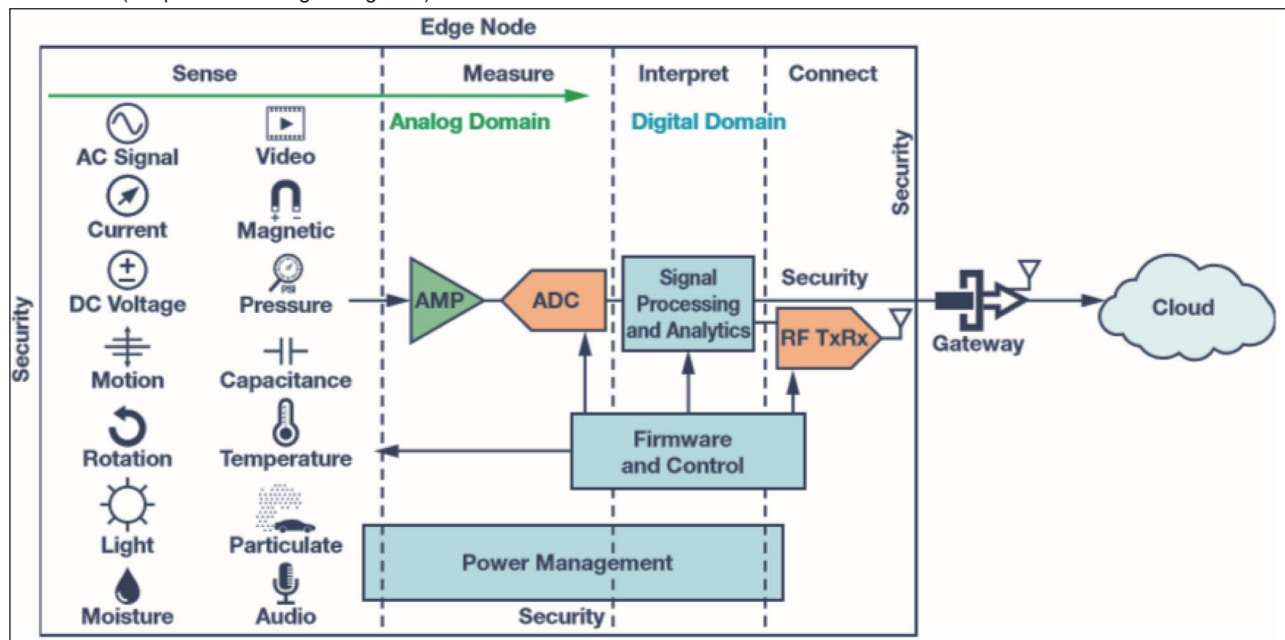 Edge Node
Sense
Measure
Interpret
Connect
Analog Domain
Digital Domain
AC Signal
Video
Current
Magnetic
DC Voltage
PSI
Pressure
Motion
Capacitance
Rotation
Temperature
Light
Particulate
Moisture
Audio
AMP
ADC
Signal
Processing
and Analytics
Security
RF TxRx
Firmware
and Control
Power Management
Security
Security
Security
Gateway
Cloud